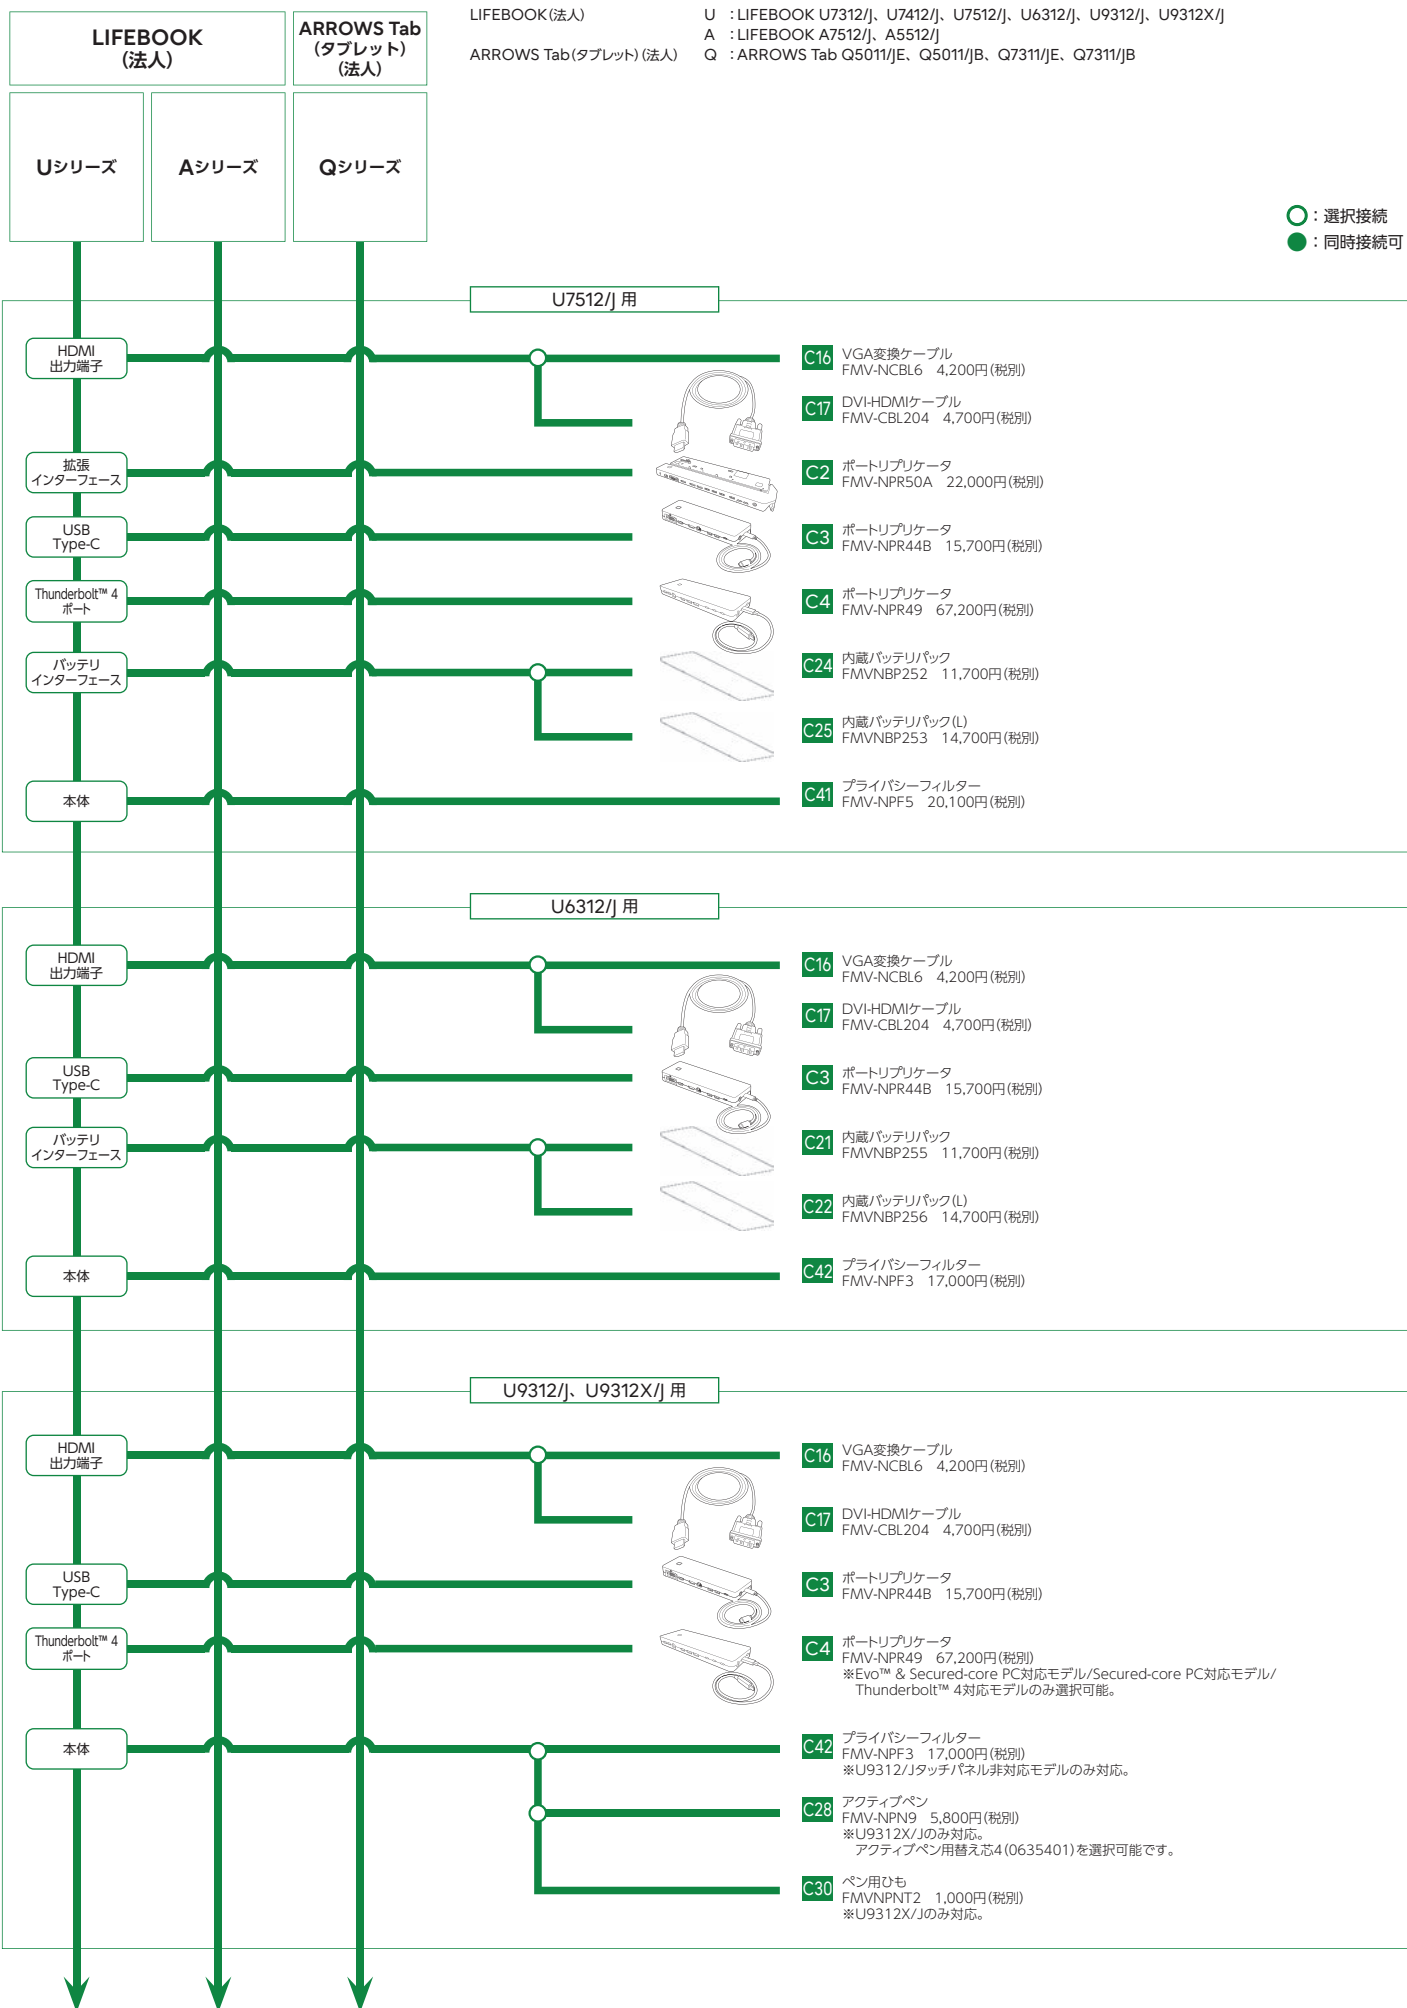 LIFEBOOK
(法人)
ARROWS Tab
(タブレット)
(法人)
LIFEBOOK(法人) U :LIFEBOOK U7312/J、U7412/J、U7512/J、U6312/J、U9312/J、U9312X/J
A :LIFEBOOK A7512/J、A5512/J
ARROWS Tab(タブレット)(法人) Q :ARROWS Tab Q5011/JE、Q5011/JB、Q7311/JE、Q7311/JB
Uシリーズ
Aシリーズ
Qシリーズ
:選択接続
:同時接続可
U7512/J 用
HDMI
出力端子
C16 VGA変換ケーブル
FMV-NCBL6 4,200円(税別)
C17 DVI-HDMIケーブル
FMV-CBL204 4,700円(税別)
拡張
インターフェース
C2 ポートリプリケータ
FMV-NPR50A 22,000円(税別)
USB
Type-C
C3 ポートリプリケータ
FMV-NPR44B 15,700円(税別)
Thunderbolt™ 4
ポート
C4 ポートリプリケータ
FMV-NPR49 67,200円(税別)
バッテリ
インターフェース
C24 内蔵バッテリパック
FMVNBP252 11,700円(税別)
C25 内蔵バッテリパック(L)
FMVNBP253 14,700円(税別)
本体
C41 プライバシーフィルター
FMV-NPF5 20,100円(税別)
U6312/J 用
HDMI
出力端子
C16 VGA変換ケーブル
FMV-NCBL6 4,200円(税別)
C17 DVI-HDMIケーブル
FMV-CBL204 4,700円(税別)
USB
Type-C
C3 ポートリプリケータ
FMV-NPR44B 15,700円(税別)
バッテリ
インターフェース
C21 内蔵バッテリパック
FMVNBP255 11,700円(税別)
C22 内蔵バッテリパック(L)
FMVNBP256 14,700円(税別)
本体
C42 プライバシーフィルター
FMV-NPF3 17,000円(税別)
U9312/J、U9312X/J 用
HDMI
出力端子
C16 VGA変換ケーブル
FMV-NCBL6 4,200円(税別)
C17 DVI-HDMIケーブル
FMV-CBL204 4,700円(税別)
USB
Type-C
C3 ポートリプリケータ
FMV-NPR44B 15,700円(税別)
Thunderbolt™ 4
ポート
C4 ポートリプリケータ
FMV-NPR49 67,200円(税別)
※Evo™ & Secured-core PC対応モデル/Secured-core PC対応モデル/
Thunderbolt™ 4対応モデルのみ選択可能。
本体
C42 プライバシーフィルター
FMV-NPF3 17,000円(税別)
※U9312/Jタッチパネル非対応モデルのみ対応。
C28 アクティブペン
FMV-NPN9 5,800円(税別)
※U9312X/Jのみ対応。
アクティブペン用替え芯4(0635401)を選択可能です。
C30 ペン用ひも
FMVNPNT2 1,000円(税別)
※U9312X/Jのみ対応。